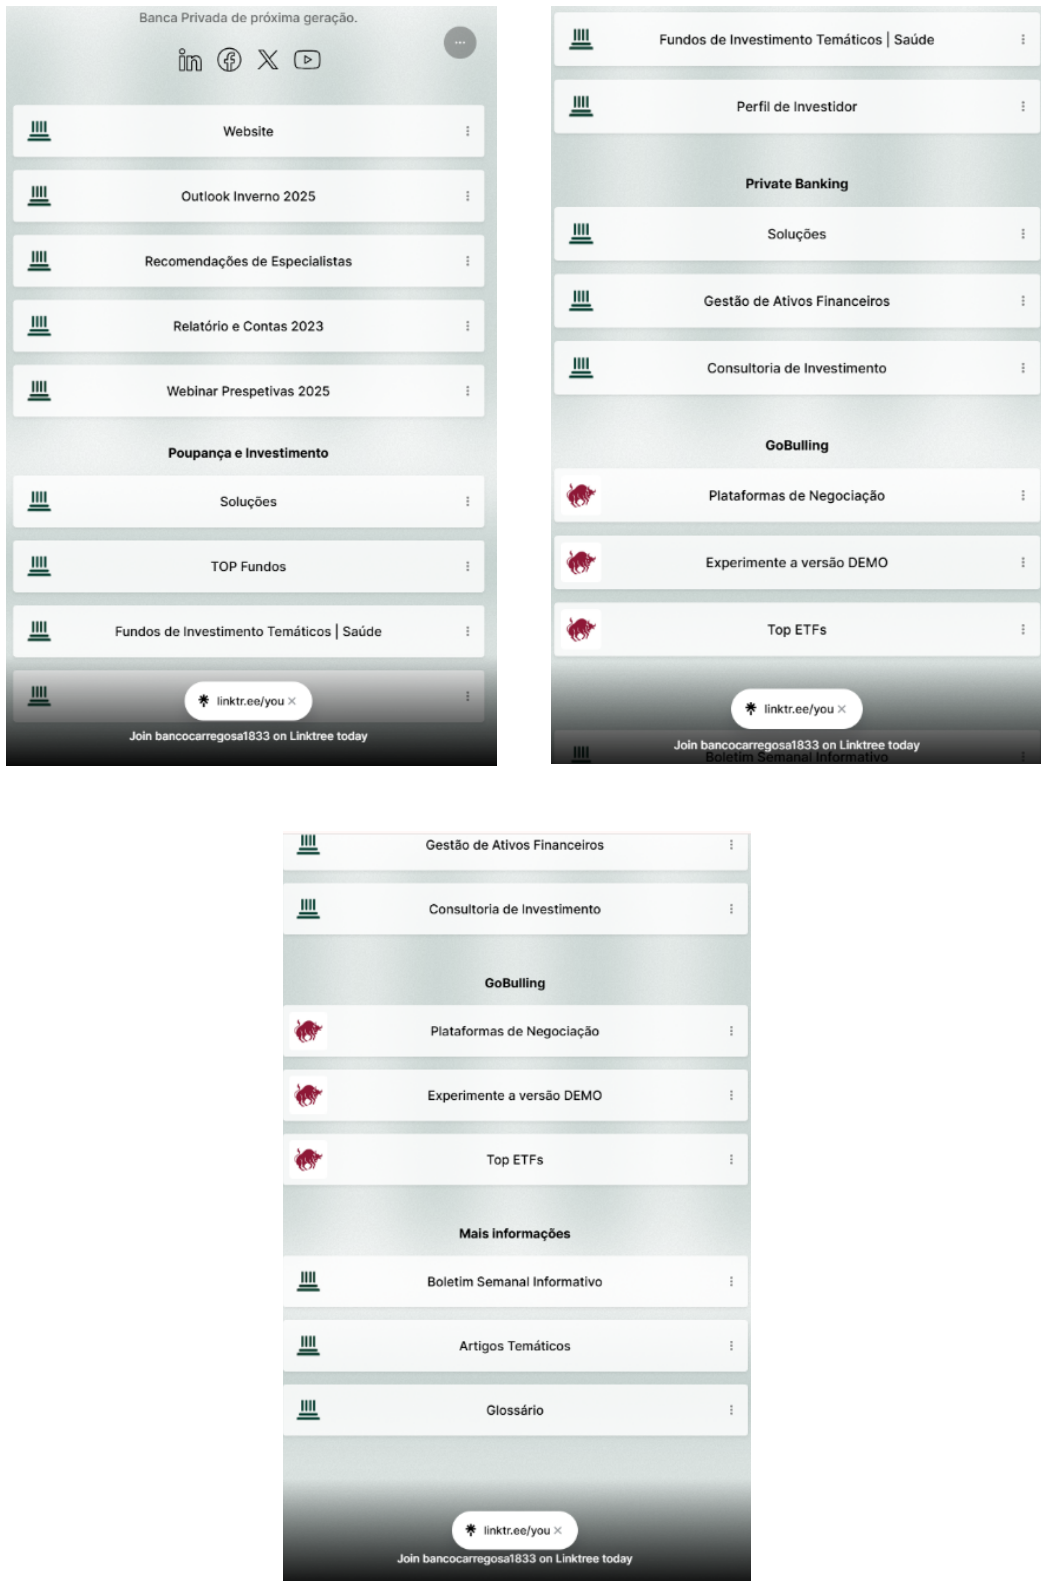 Banca Privada de próxima geração.
Website
Outlook Inverno 2025
Recomendações de Especialistas
Relatório e Contas 2023
Webinar Prespetivas 2025
Poupança e Investimento
Soluções
TOP Fundos
Fundos de Investimento Temáticos | Saúde
linktr.ee/you
Join bancocarregosa1833 on Linktree today
Fundos de Investimento Temáticos | Saúde
Perfil de Investidor
Private Banking
Soluções
Gestão de Ativos Financeiros
Consultoria de Investimento
GoBulling
Plataformas de Negociação
Experimente a versão DEMO
Top ETFs
linktr.ee/you
Join bancocarregosa1833 on Linktree today
Boletim Semanal Informativo
Gestão de Ativos Financeiros
Consultoria de Investimento
GoBulling
Plataformas de Negociação
Experimente a versão DEMO
Top ETFs
Mais informações
Boletim Semanal Informativo
Artigos Temáticos
Glossário
linktr.ee/you
Join bancocarregosa1833 on Linktree today